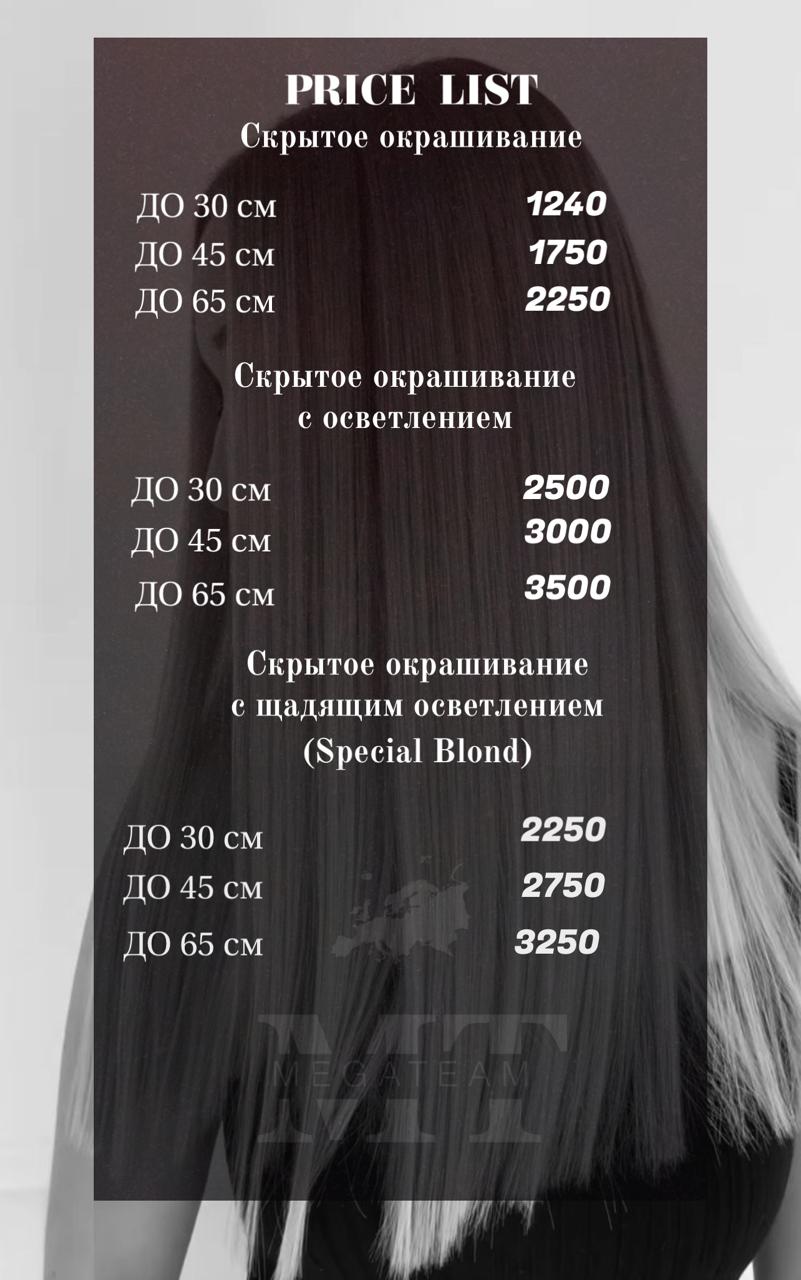 PRICE LIST
Скрытое окрашивание
ДО 30 см 1240
ДО 45 см 1750
ДО 65 см 2250
Скрытое окрашивание
с осветлением
ДО 30 см 2500
ДО 45 см 3000
ДО 65 см 3500
Скрытое окрашивание
с щадящим осветлением
(Special Blond)
ДО 30 см 2250
ДО 45 см 2750
ДО 65 см 3250
MT
MEGATEAM